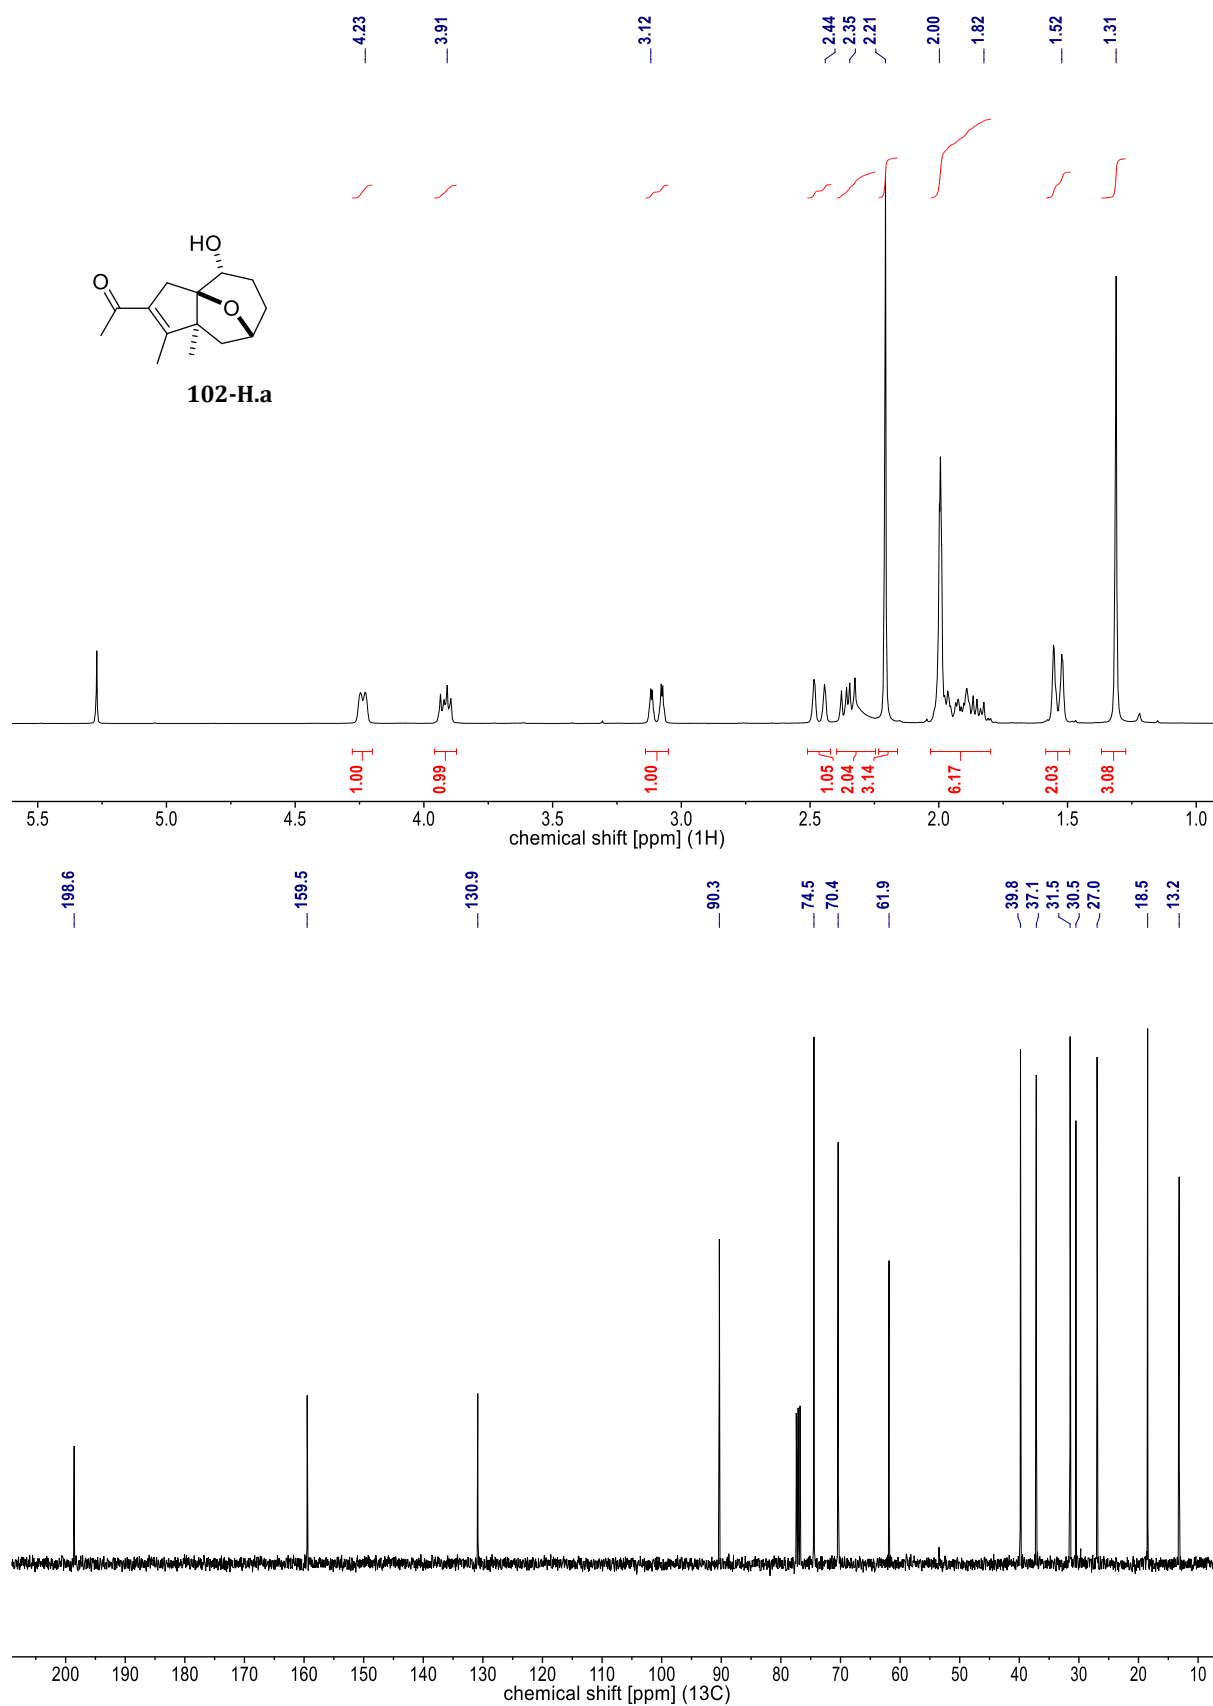 4.23 3.91 3.12 2.44 2.35 2.21 2.00 1.82 1.52 1.31
HO
O
O
102-H.a
1.00 0.99 1.00 1.05 2.04 3.14 6.17 2.03 3.08
5.5 5.0 4.5 4.0 3.5 3.0 2.5 2.0 1.5 1.0
chemical shift [ppm] (1H)
198.6 159.5 130.9 90.3 74.5 70.4 61.9 39.8 37.1 31.5 30.5 27.0 18.5 13.2
200 190 180 170 160 150 140 130 120 110 100 90 80 70 60 50 40 30 20 10
chemical shift [ppm] (13C)